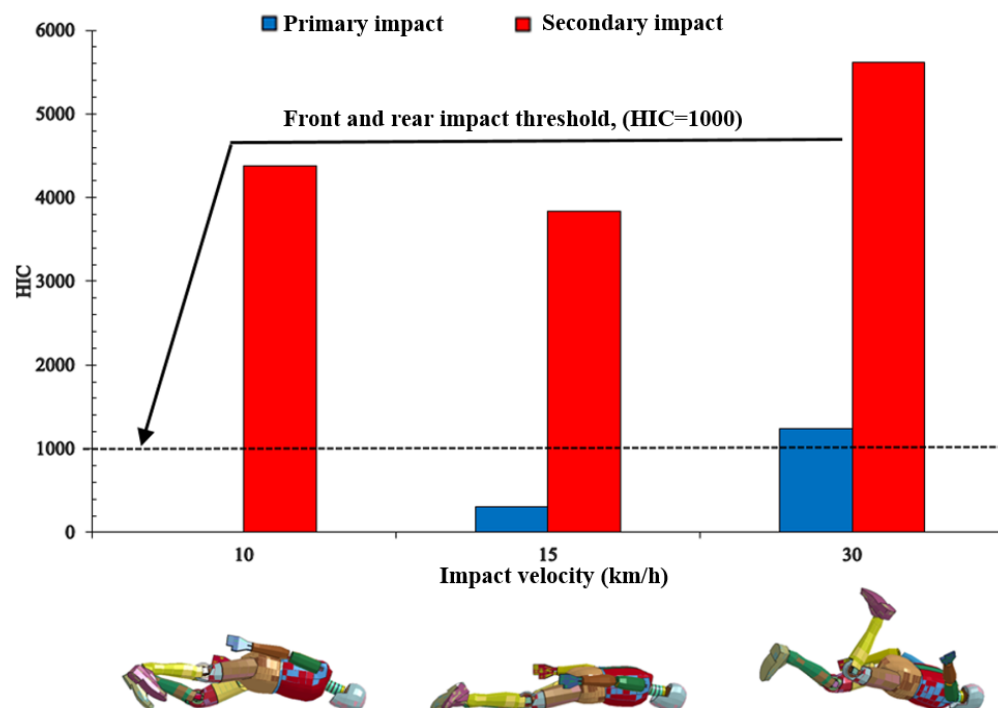 Primary impact
Secondary impact
Front and rear impact threshold, (HIC=1000)
6000
5000
4000
3000
2000
1000
0
HIC
10
15
30
Impact velocity (km/h)